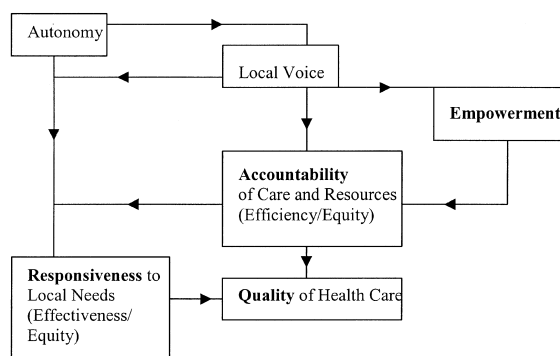 Autonomy
Local Voice
Empowerment
Accountability
of Care and Resources
(Efficiency/Equity)
Responsiveness to
Local Needs
(Effectiveness/
Equity)
Quality of Health Care